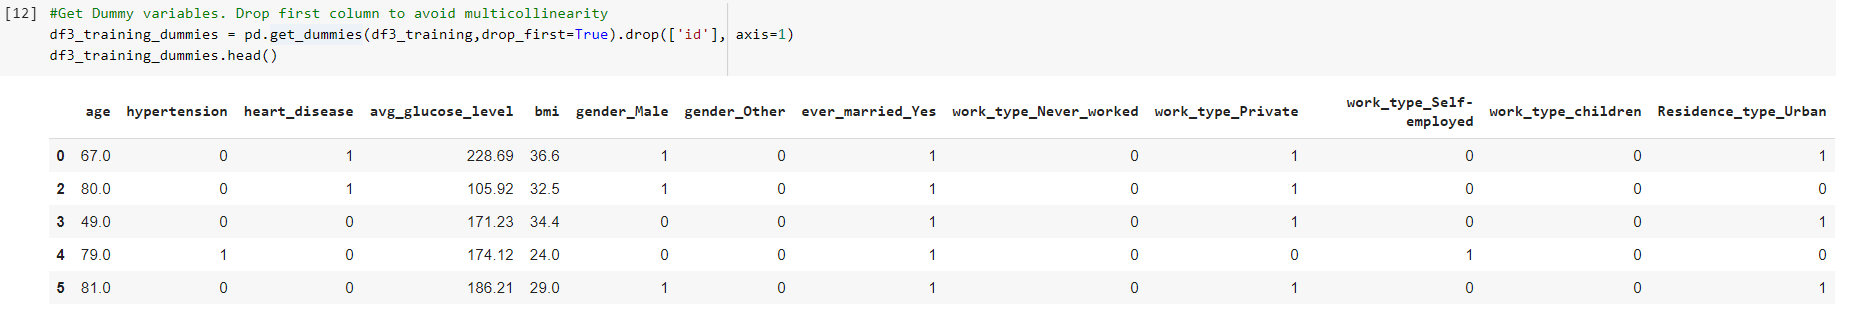 [12] #Get Dummy variables. Drop first column to avoid multicollinearity
df3_training_dummies = pd.get_dummies(df3_training,drop_first=True).drop(['id'], axis=1)
df3_training_dummies.head()
age hypertension heart_disease avg_glucose_level bmi gender_Male gender_Other ever_married_Yes work_type_Never_worked work_type_Private work_type_Self-employed work_type_children Residence_type_Urban
0 67.0 0 1 228.69 36.6 1 0 1 0 1 0 0 1
2 80.0 0 1 105.92 32.5 1 0 1 0 1 0 0 0
3 49.0 0 0 171.23 34.4 0 0 1 0 1 0 0 1
4 79.0 1 0 174.12 24.0 0 0 1 0 0 1 0 0
5 81.0 0 0 186.21 29.0 1 0 1 0 1 0 0 1